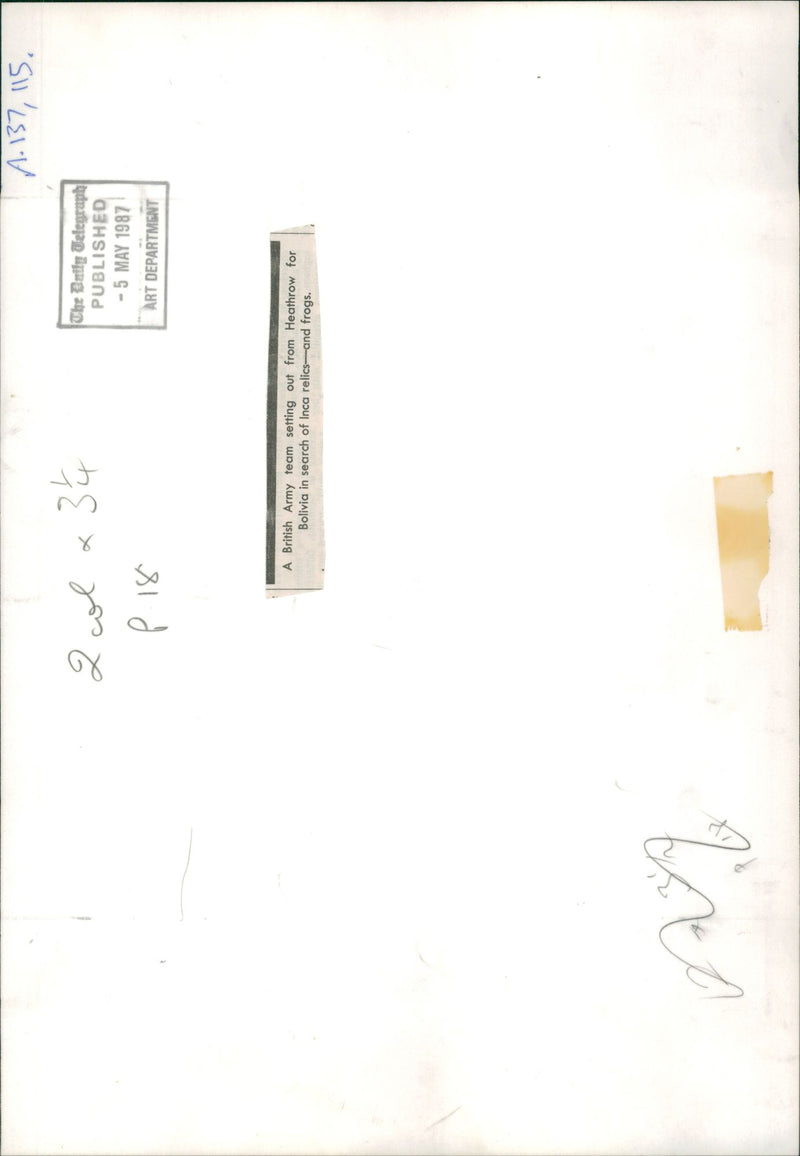 A.137,115.
The Daily Telegraph
PUBLISHED
- 5 MAY 1987
ART DEPARTMENT
A British Army team setting out from Heathrow for
Bolivia in search of Inca relics—and frogs.
2 col x 3¼
P.18